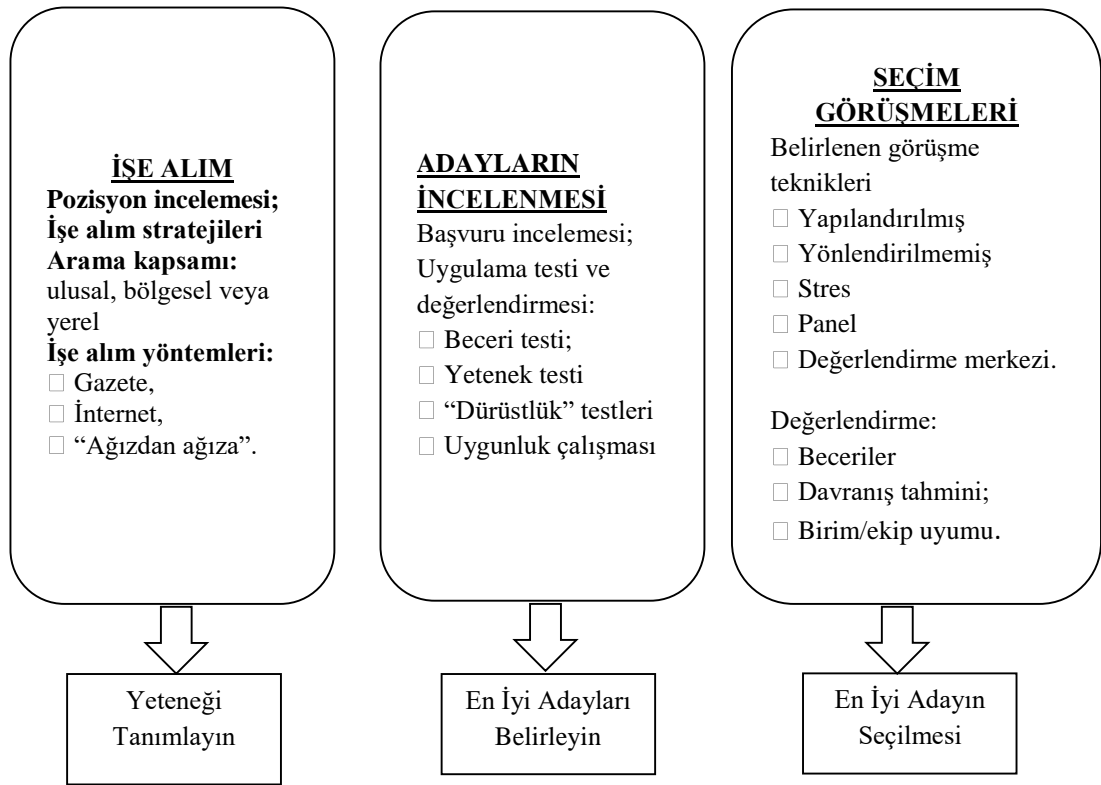 İŞE ALIM
Pozisyon incelemesi;
İşe alım stratejileri
Arama kapsamı:
ulusal, bölgesel veya
yerel
İşe alım yöntemleri:
□ Gazete,
□ İnternet,
□ “Ağızdan ağıza”.
Yeteneği
Tanımlayın
ADAYLARIN
İNCELENMESİ
Başvuru incelemesi;
Uygulama testi ve
değerlendirmesi:
□ Beceri testi;
□ Yetenek testi
□ “Dürüstlük” testleri
□ Uygunluk çalışması
En İyi Adayları
Belirleyin
SEÇİM
GÖRÜŞMELERİ
Belirlenen görüşme
teknikleri
□ Yapılandırılmış
□ Yönlendirilmemiş
□ Stres
□ Panel
□ Değerlendirme merkezi.
Değerlendirme:
□ Beceriler
□ Davranış tahmini;
□ Birim/ekip uyumu.
En İyi Adayın
Seçilmesi